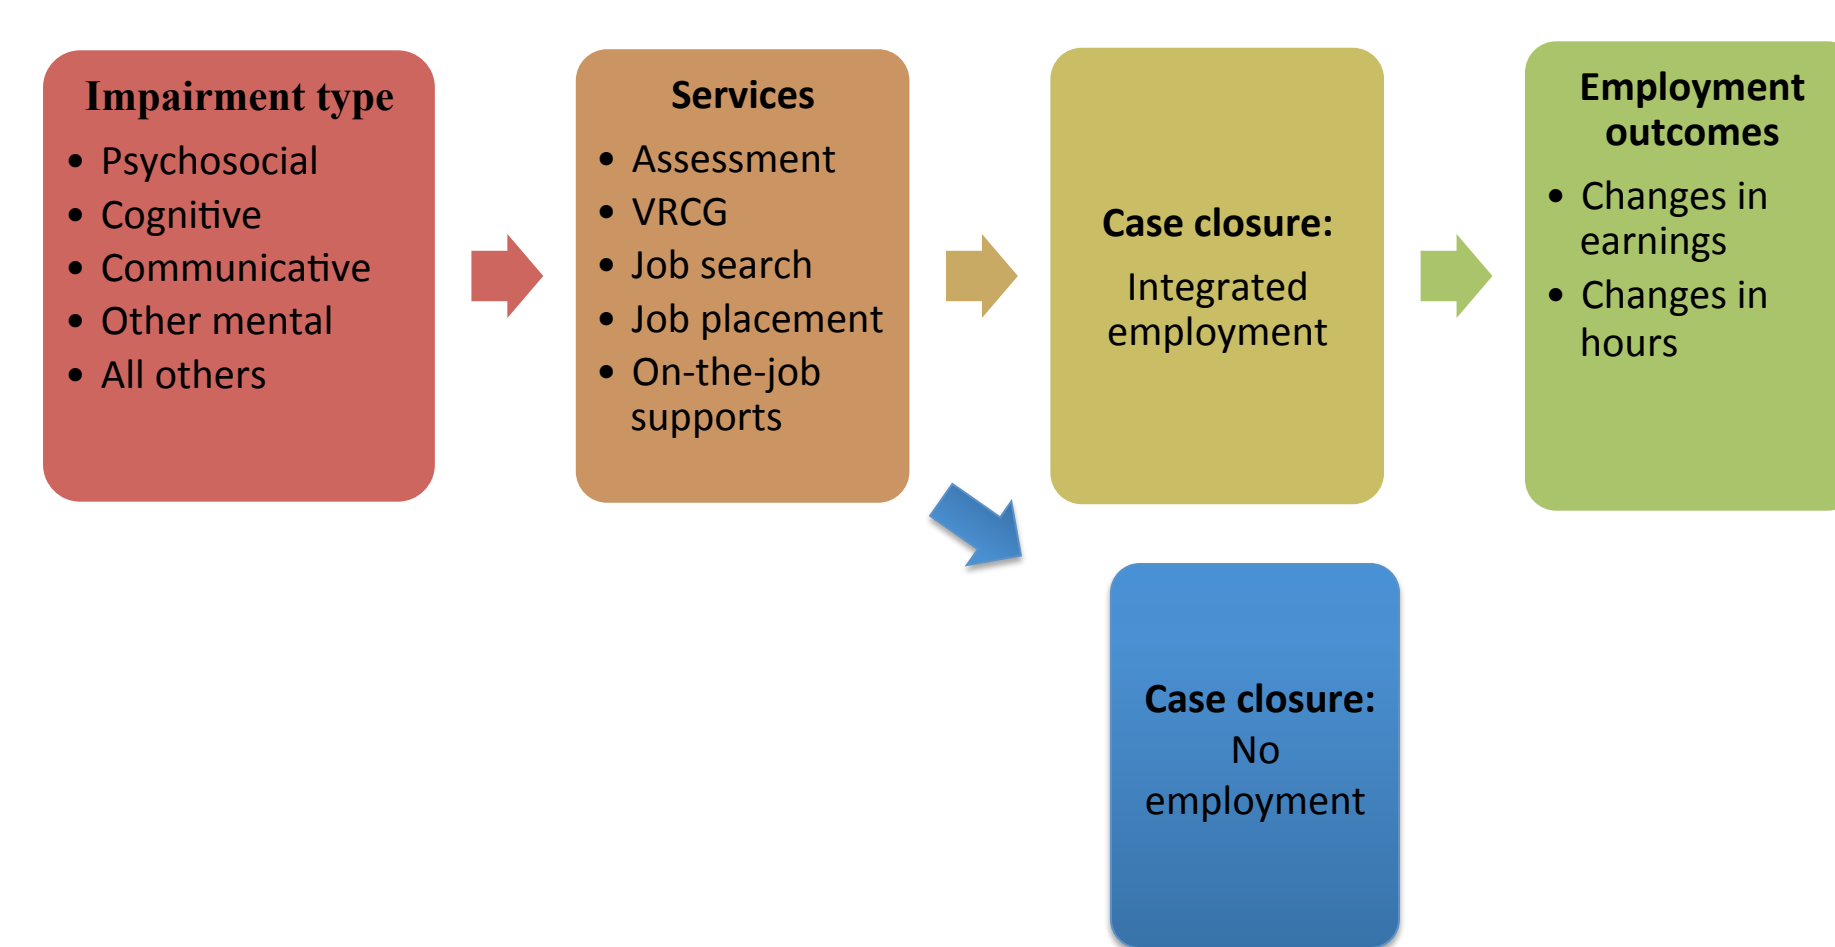 Impairment type
• Psychosocial
• Cognitive
• Communicative
• Other mental
• All others
Services
• Assessment
• VRCG
• Job search
• Job placement
• On-the-job
supports
Case closure:
Integrated
employment
Employment
outcomes
• Changes in
earnings
• Changes in
hours
Case closure:
No
employment